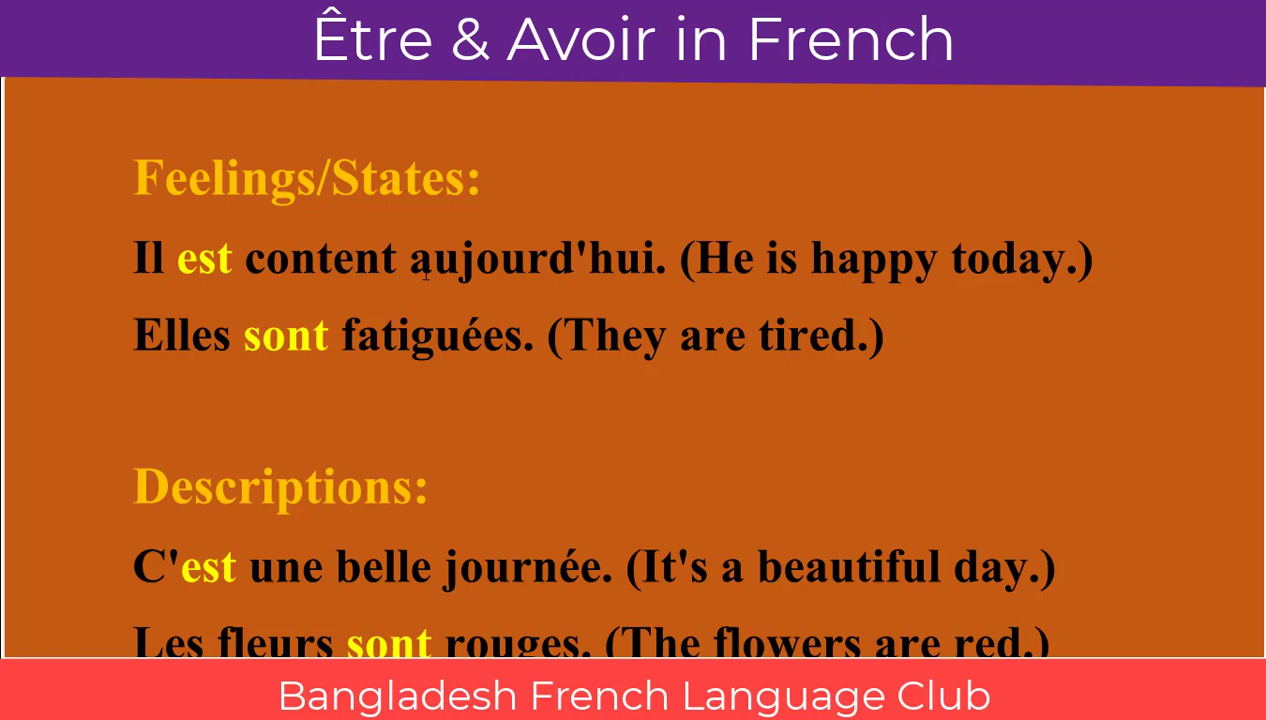 Être & Avoir in French
Feelings/States:
Il est content aujourd'hui. (He is happy today.)
Elles sont fatiguées. (They are tired.)
Descriptions:
C'est une belle journée. (It's a beautiful day.)
Les fleurs sont rouges. (The flowers are red.)
Bangladesh French Language Club